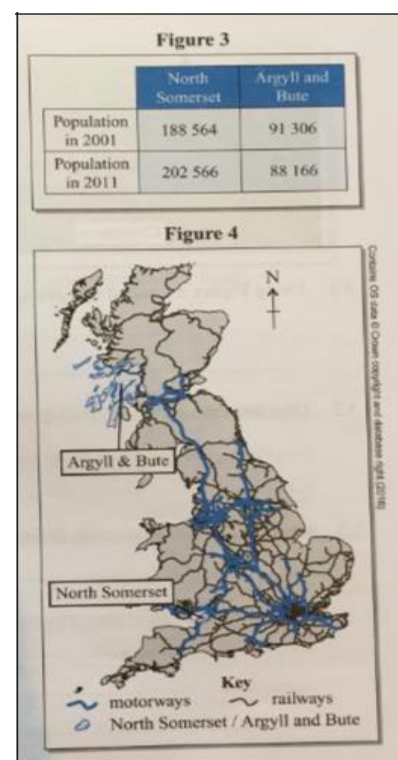 Figure 3
North
Somerset
Argyll and
Bute
Population
in 2001
188 564
91 306
Population
in 2011
202 566
88 166
Figure 4
N
Contains OS data © Crown copyright and database right (2016)
Argyll & Bute
North Somerset
Key
motorways
railways
North Somerset / Argyll and Bute